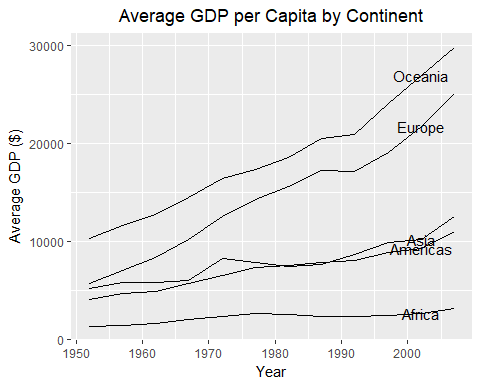 Average GDP per Capita by Continent
30000
20000
10000
0
Average GDP ($)
Oceania
Europe
Asia
Americas
Africa
1950 1960 1970 1980 1990 2000
Year